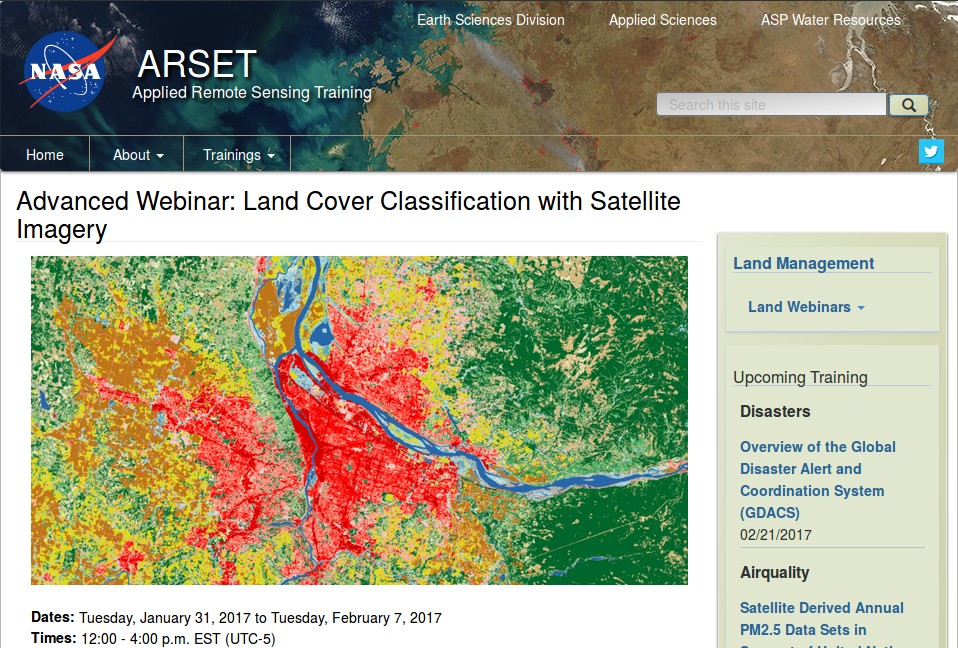 Earth Sciences Division Applied Sciences ASP Water Resources
NASA
ARSET
Applied Remote Sensing Training
Search this site
Home About Trainings
Advanced Webinar: Land Cover Classification with Satellite
Imagery
Dates: Tuesday, January 31, 2017 to Tuesday, February 7, 2017
Times: 12:00 - 4:00 p.m. EST (UTC-5)
Land Management
Land Webinars
Upcoming Training
Disasters
Overview of the Global
Disaster Alert and
Coordination System
(GDACS)
02/21/2017
Airquality
Satellite Derived Annual
PM2.5 Data Sets in